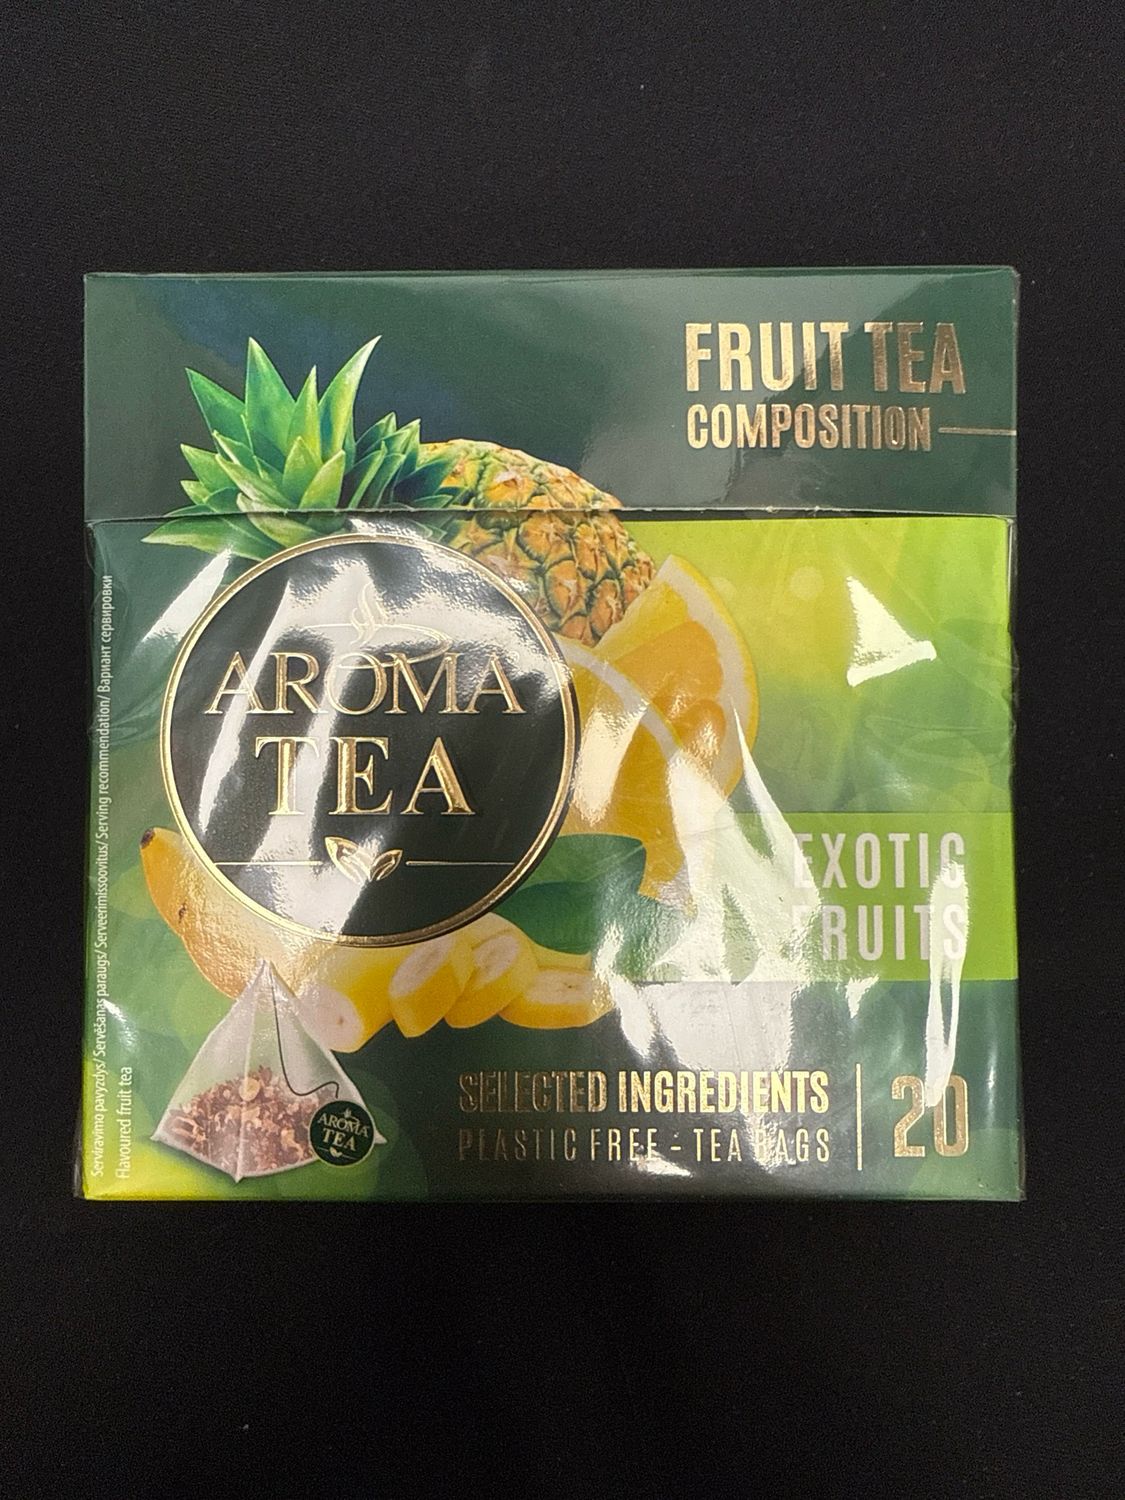 FRUIT TEA
COMPOSITION
AROMA
TEA
EXOTIC
FRUITS
SELECTED INGREDIENTS
PLASTIC FREE - TEA BAGS
20
AROMA
TEA
Serviravimo pavyzdys/ Servēšanas paraugs/ Serveerimissoovitus/ Serving recommendation/ Вариант сервировки
Flavoured fruit tea